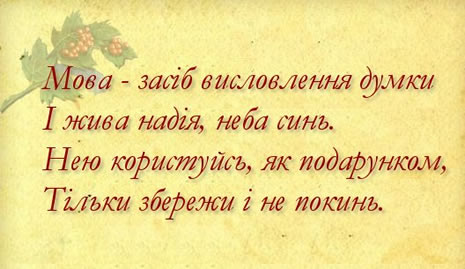 Мова - засіб висловлення думки
І жива надія, неба синь.
Нею користуйсь, як подарунком,
Тільки збережи і не покинь.